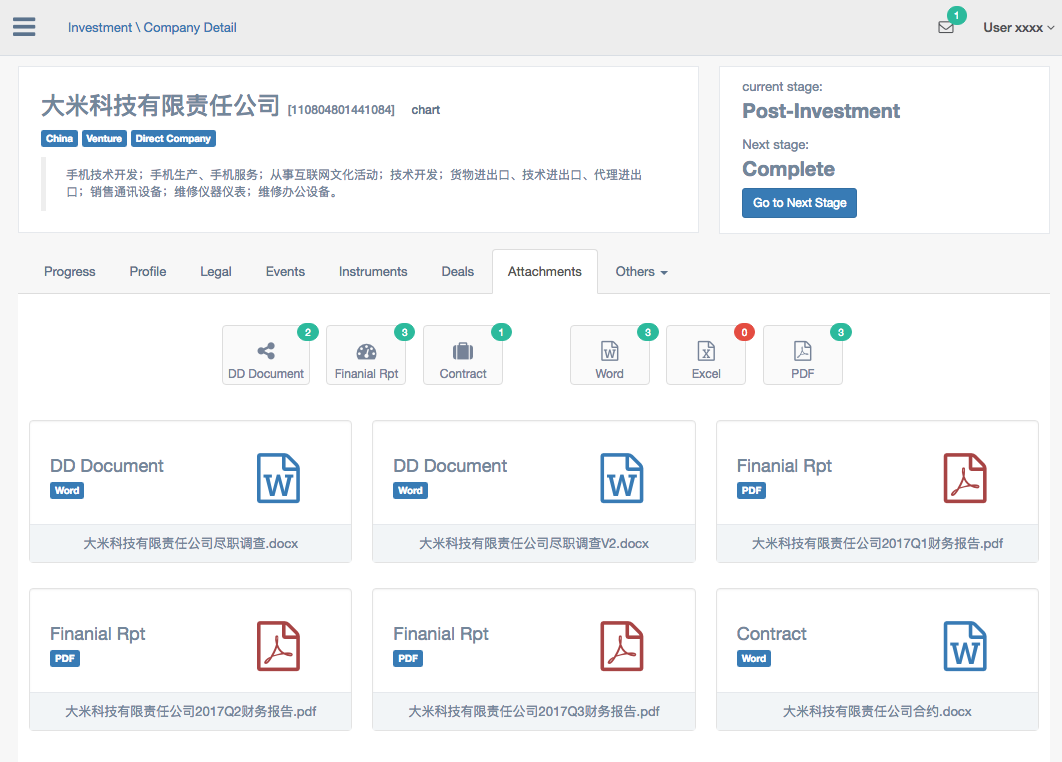 Investment \ Company Detail
1
User xxxx
大米科技有限责任公司 [110804801441084] chart
China Venture Direct Company
手机技术开发；手机生产、手机服务；从事互联网文化活动；技术开发；货物进出口、技术进出口、代理进出
口；销售通讯设备；维修仪器仪表；维修办公设备。
current stage:
Post-Investment
Next stage:
Complete
Go to Next Stage
Progress Profile Legal Events Instruments Deals Attachments Others
2 3 1 3 0 3
W X
DD Document Finanial Rpt Contract Word Excel PDF
DD Document
Word
W
大米科技有限责任公司尽职调查.docx
DD Document
Word
W
大米科技有限责任公司尽职调查V2.docx
Finanial Rpt
PDF
大米科技有限责任公司2017Q1财务报告.pdf
Finanial Rpt
PDF
大米科技有限责任公司2017Q2财务报告.pdf
Finanial Rpt
PDF
大米科技有限责任公司2017Q3财务报告.pdf
Contract
Word
W
大米科技有限责任公司合约.docx